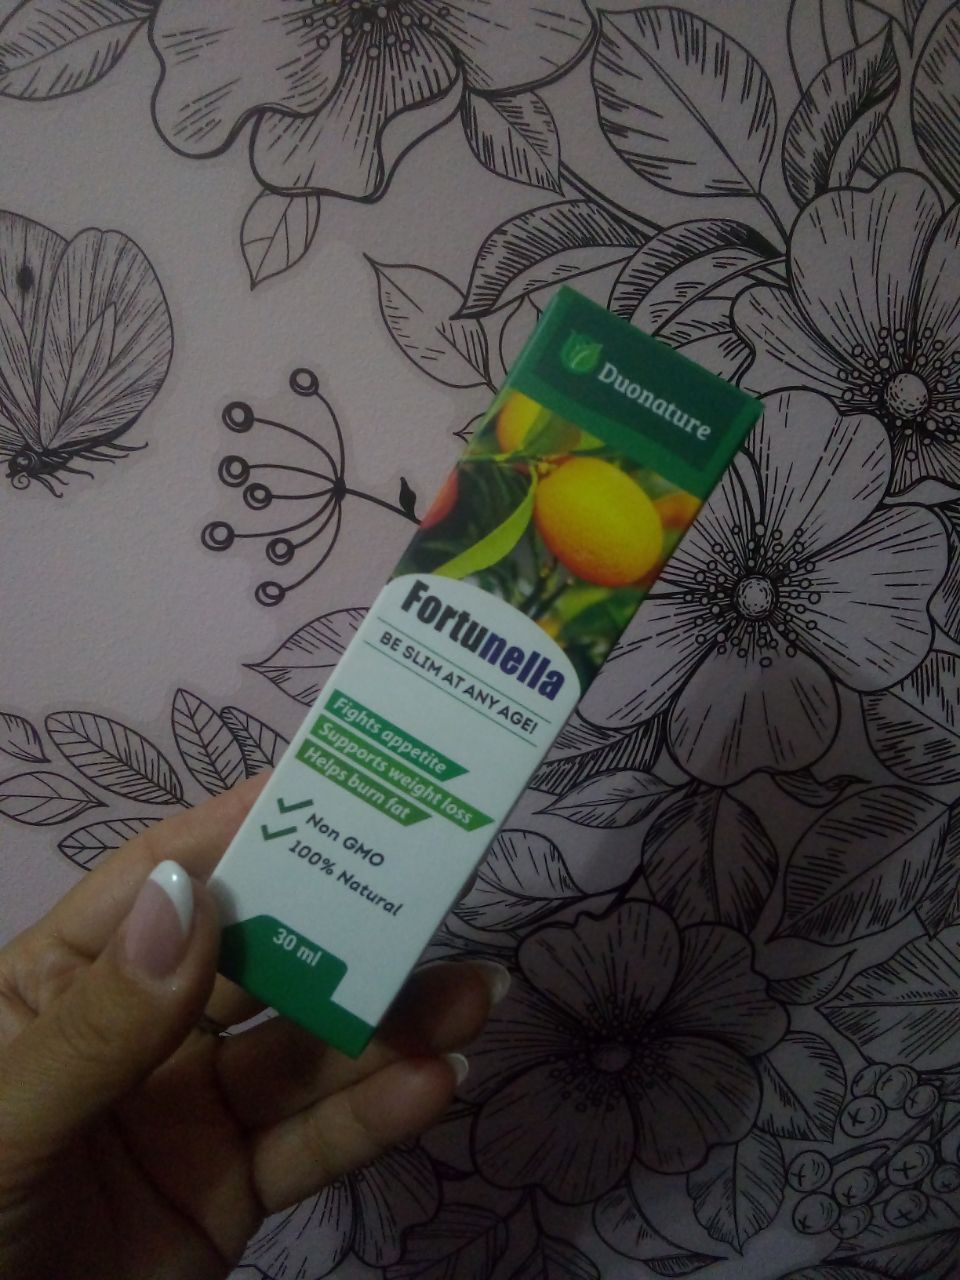 Duonature
Fortunella
BE SLIM AT ANY AGE!
Fights appetite
Supports weight loss
Helps burn fat
Non GMO
100% Natural
30 ml